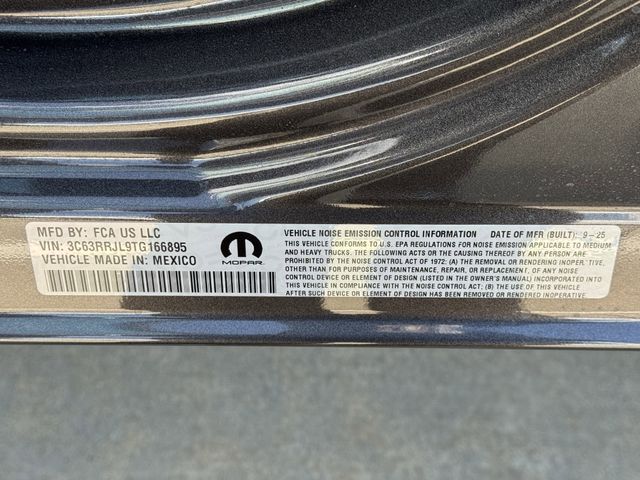 MFD BY: FCA US LLC
VIN: 3C63RRJL9TG166895
VEHICLE MADE IN: MEXICO
MOPAR
VEHICLE NOISE EMISSION CONTROL INFORMATION DATE OF MFR (BUILT): 9-25
THIS VEHICLE CONFORMS TO U.S. EPA REGULATIONS FOR NOISE EMISSION APPLICABLE TO MEDIUM
AND HEAVY TRUCKS. THE FOLLOWING ACTS OR CAUSING THEREOF BY ANY PERSON ARE
PROHIBITED BY THE NOISE CONTROL ACT OF 1972: (A) THE REMOVAL OR RENDERING INOPERATIVE,
OTHER THAN FOR PURPOSES OF MAINTENANCE, REPAIR, OR REPLACEMENT, OF ANY NOISE
CONTROL DEVICE OR ELEMENT OF DESIGN (LISTED IN THE OWNER'S MANUAL) INCORPORATED INTO
THIS VEHICLE IN COMPLIANCE WITH THE NOISE CONTROL ACT; (B) THE USE OF THIS VEHICLE
AFTER SUCH DEVICE OR ELEMENT OF DESIGN HAS BEEN REMOVED OR RENDERED INOPERATIVE.